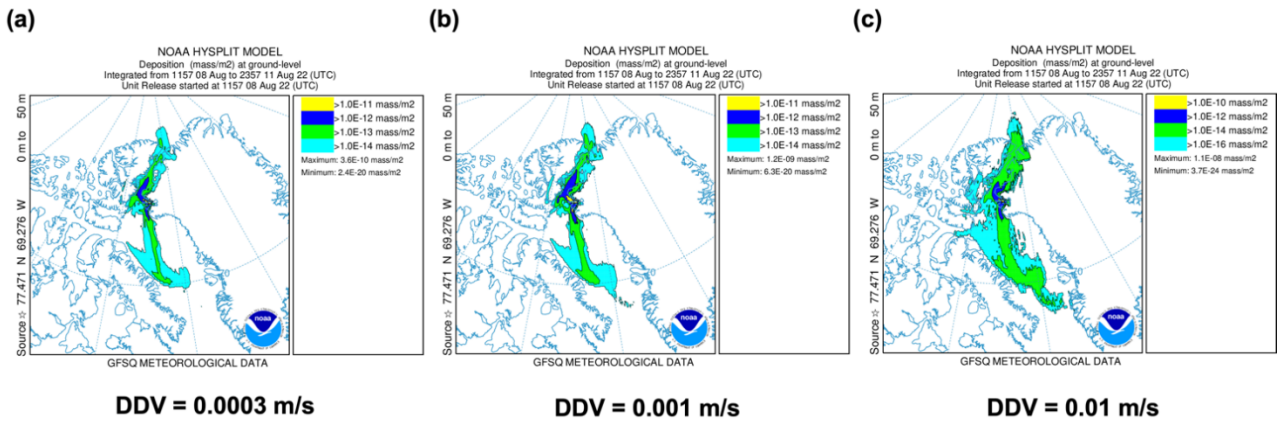 (a)
NOAA HYSPLIT MODEL
Deposition (mass/m2) at ground-level
Integrated from 1157 08 Aug to 2357 11 Aug 22 (UTC)
Unit Release started at 1157 08 Aug 22 (UTC)
Source ☆ 77.471 N 69.276 W 0 m to 50 m
>1.0E-11 mass/m2
>1.0E-12 mass/m2
>1.0E-13 mass/m2
>1.0E-14 mass/m2
Maximum: 3.6E-10 mass/m2
Minimum: 2.4E-20 mass/m2
noaa
GFSQ METEOROLOGICAL DATA
DDV = 0.0003 m/s
(b)
NOAA HYSPLIT MODEL
Deposition (mass/m2) at ground-level
Integrated from 1157 08 Aug to 2357 11 Aug 22 (UTC)
Unit Release started at 1157 08 Aug 22 (UTC)
Source ☆ 77.471 N 69.276 W 0 m to 50 m
>1.0E-11 mass/m2
>1.0E-12 mass/m2
>1.0E-13 mass/m2
>1.0E-14 mass/m2
Maximum: 1.2E-09 mass/m2
Minimum: 6.3E-20 mass/m2
noaa
GFSQ METEOROLOGICAL DATA
DDV = 0.001 m/s
(c)
NOAA HYSPLIT MODEL
Deposition (mass/m2) at ground-level
Integrated from 1157 08 Aug to 2357 11 Aug 22 (UTC)
Unit Release started at 1157 08 Aug 22 (UTC)
Source ☆ 77.471 N 69.276 W 0 m to 50 m
>1.0E-10 mass/m2
>1.0E-12 mass/m2
>1.0E-14 mass/m2
>1.0E-16 mass/m2
Maximum: 1.1E-08 mass/m2
Minimum: 3.7E-24 mass/m2
noaa
GFSQ METEOROLOGICAL DATA
DDV = 0.01 m/s